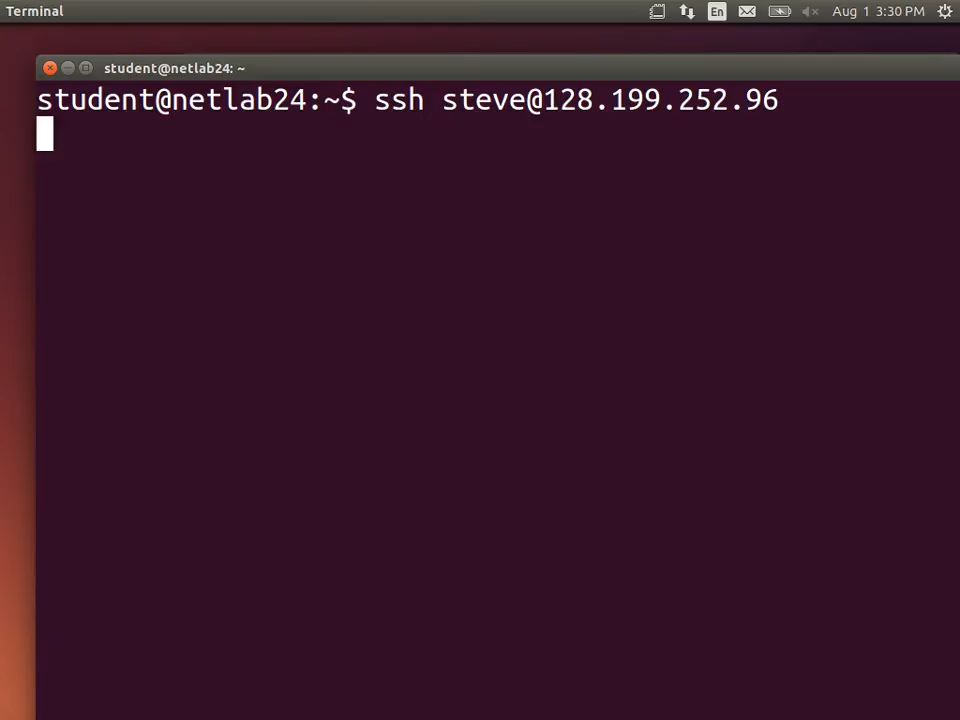 Terminal
En
Aug 1 3:30 PM
student@netlab24: ~
student@netlab24:~$ ssh steve@128.199.252.96